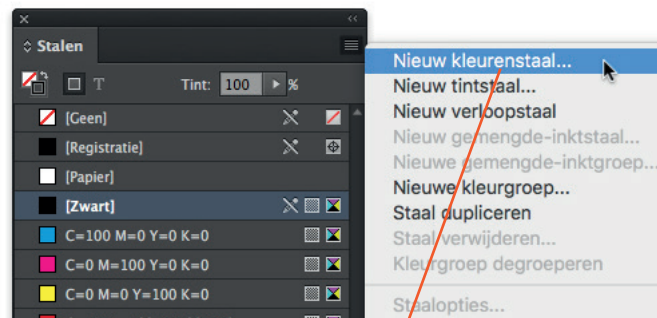 Stalen
T Tint: 100 %
[Geen]
[Registratie]
[Papier]
[Zwart]
C=100 M=0 Y=0 K=0
C=0 M=100 Y=0 K=0
C=0 M=0 Y=100 K=0
Nieuw kleurenstaal...
Nieuw tintstaal...
Nieuw verloopstaal
Nieuw gemengde-inktstaal...
Nieuwe gemengde-inktgroep...
Nieuwe kleurgroep...
Staal dupliceren
Staal verwijderen...
Kleurgroep degroeperen
Staalopties...